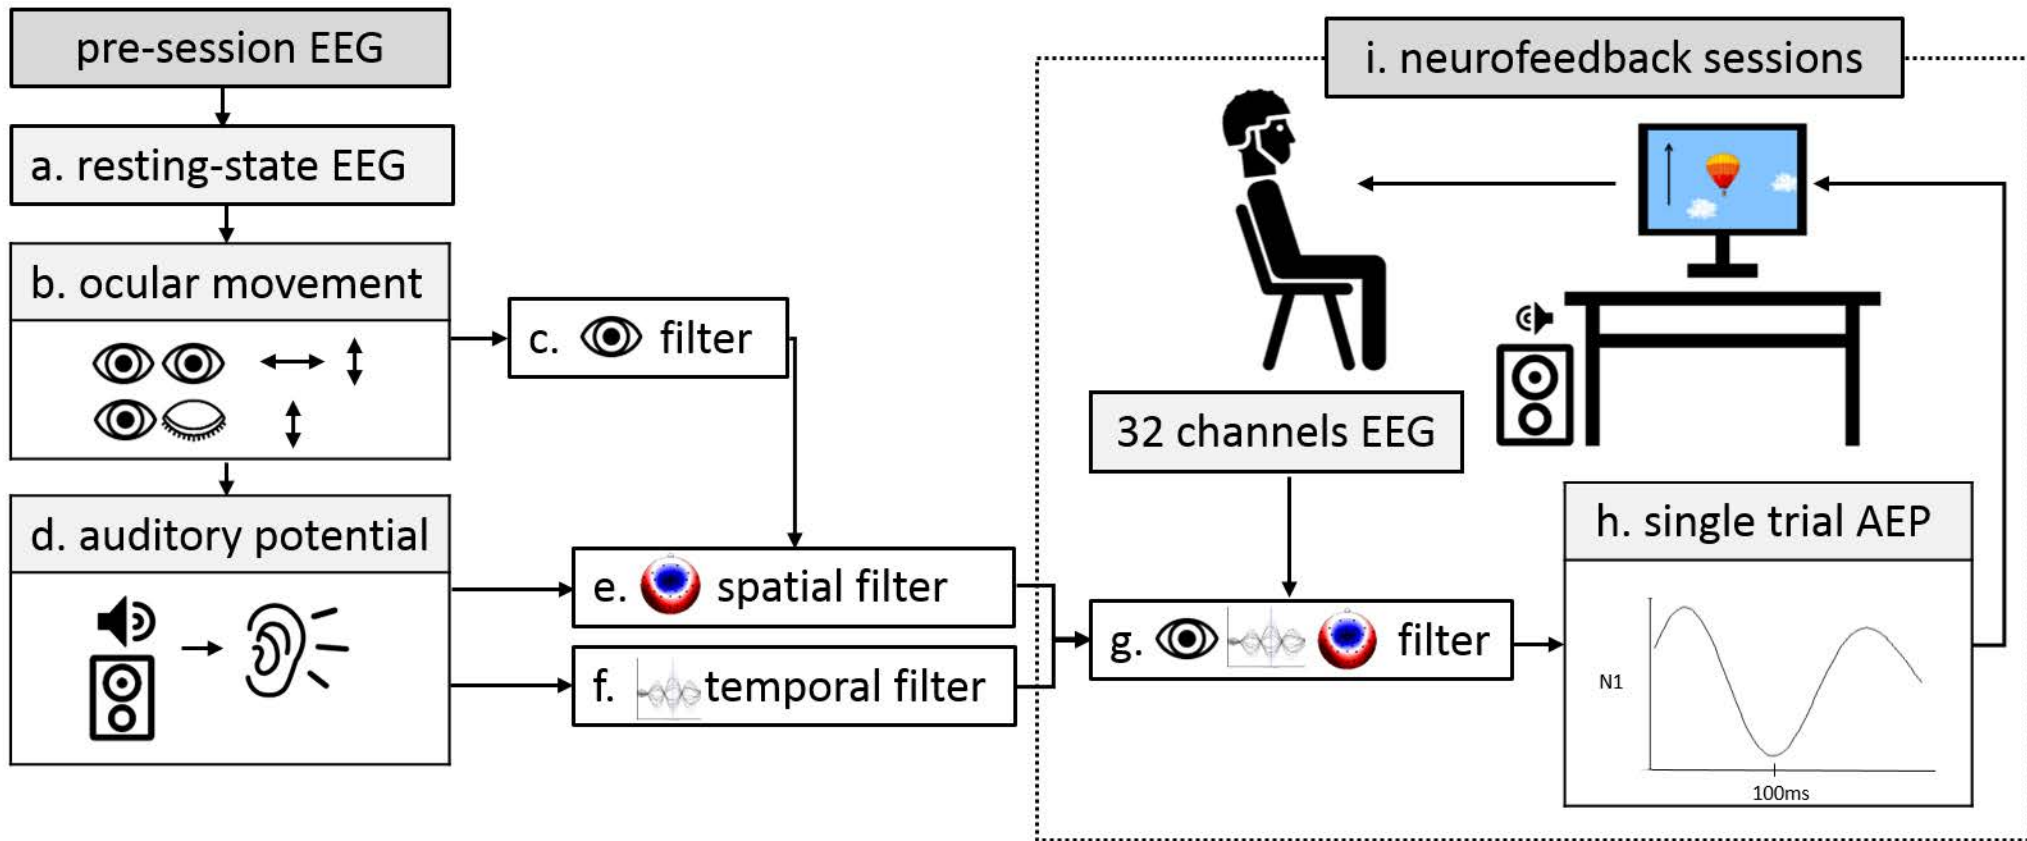 pre-session EEG
a. resting-state EEG
b. ocular movement
c. filter
d. auditory potential
e. spatial filter
f. temporal filter
i. neurofeedback sessions
32 channels EEG
g. filter
h. single trial AEP
N1
100ms